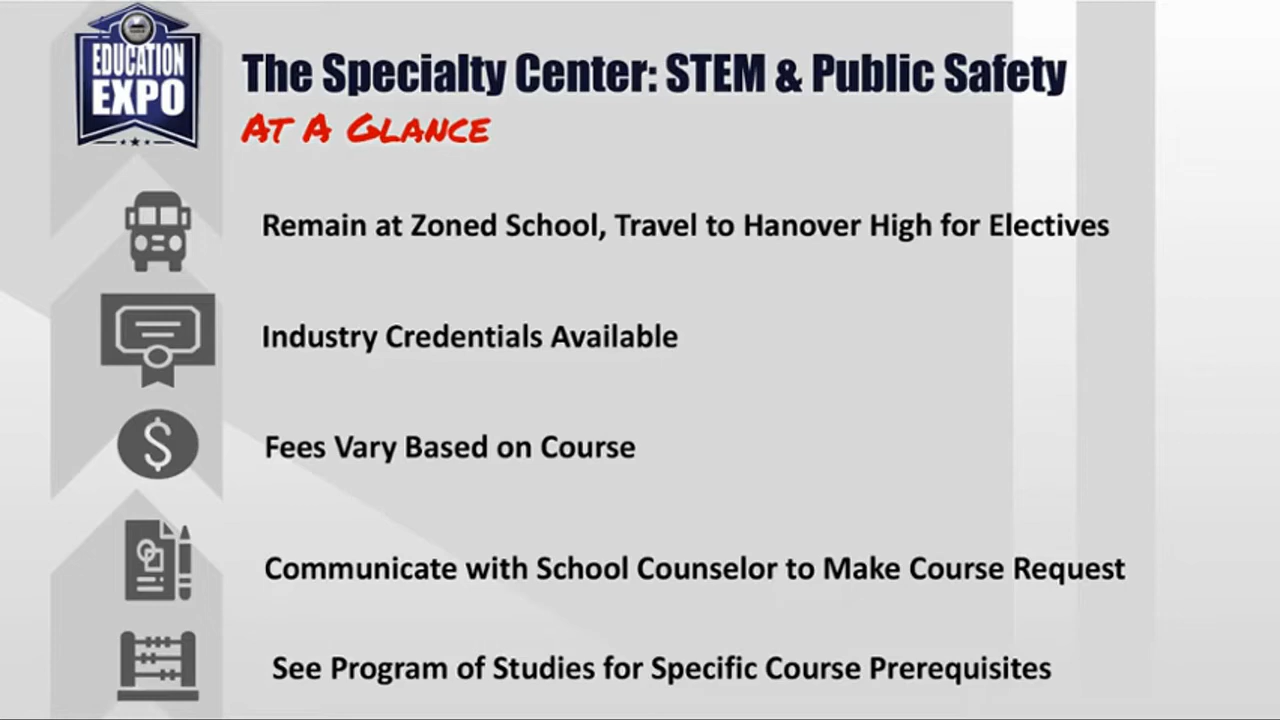 EDUCATION
EXPO
The Specialty Center: STEM & Public Safety
AT A GLANCE
Remain at Zoned School, Travel to Hanover High for Electives
Industry Credentials Available
$
Fees Vary Based on Course
Communicate with School Counselor to Make Course Request
See Program of Studies for Specific Course Prerequisites